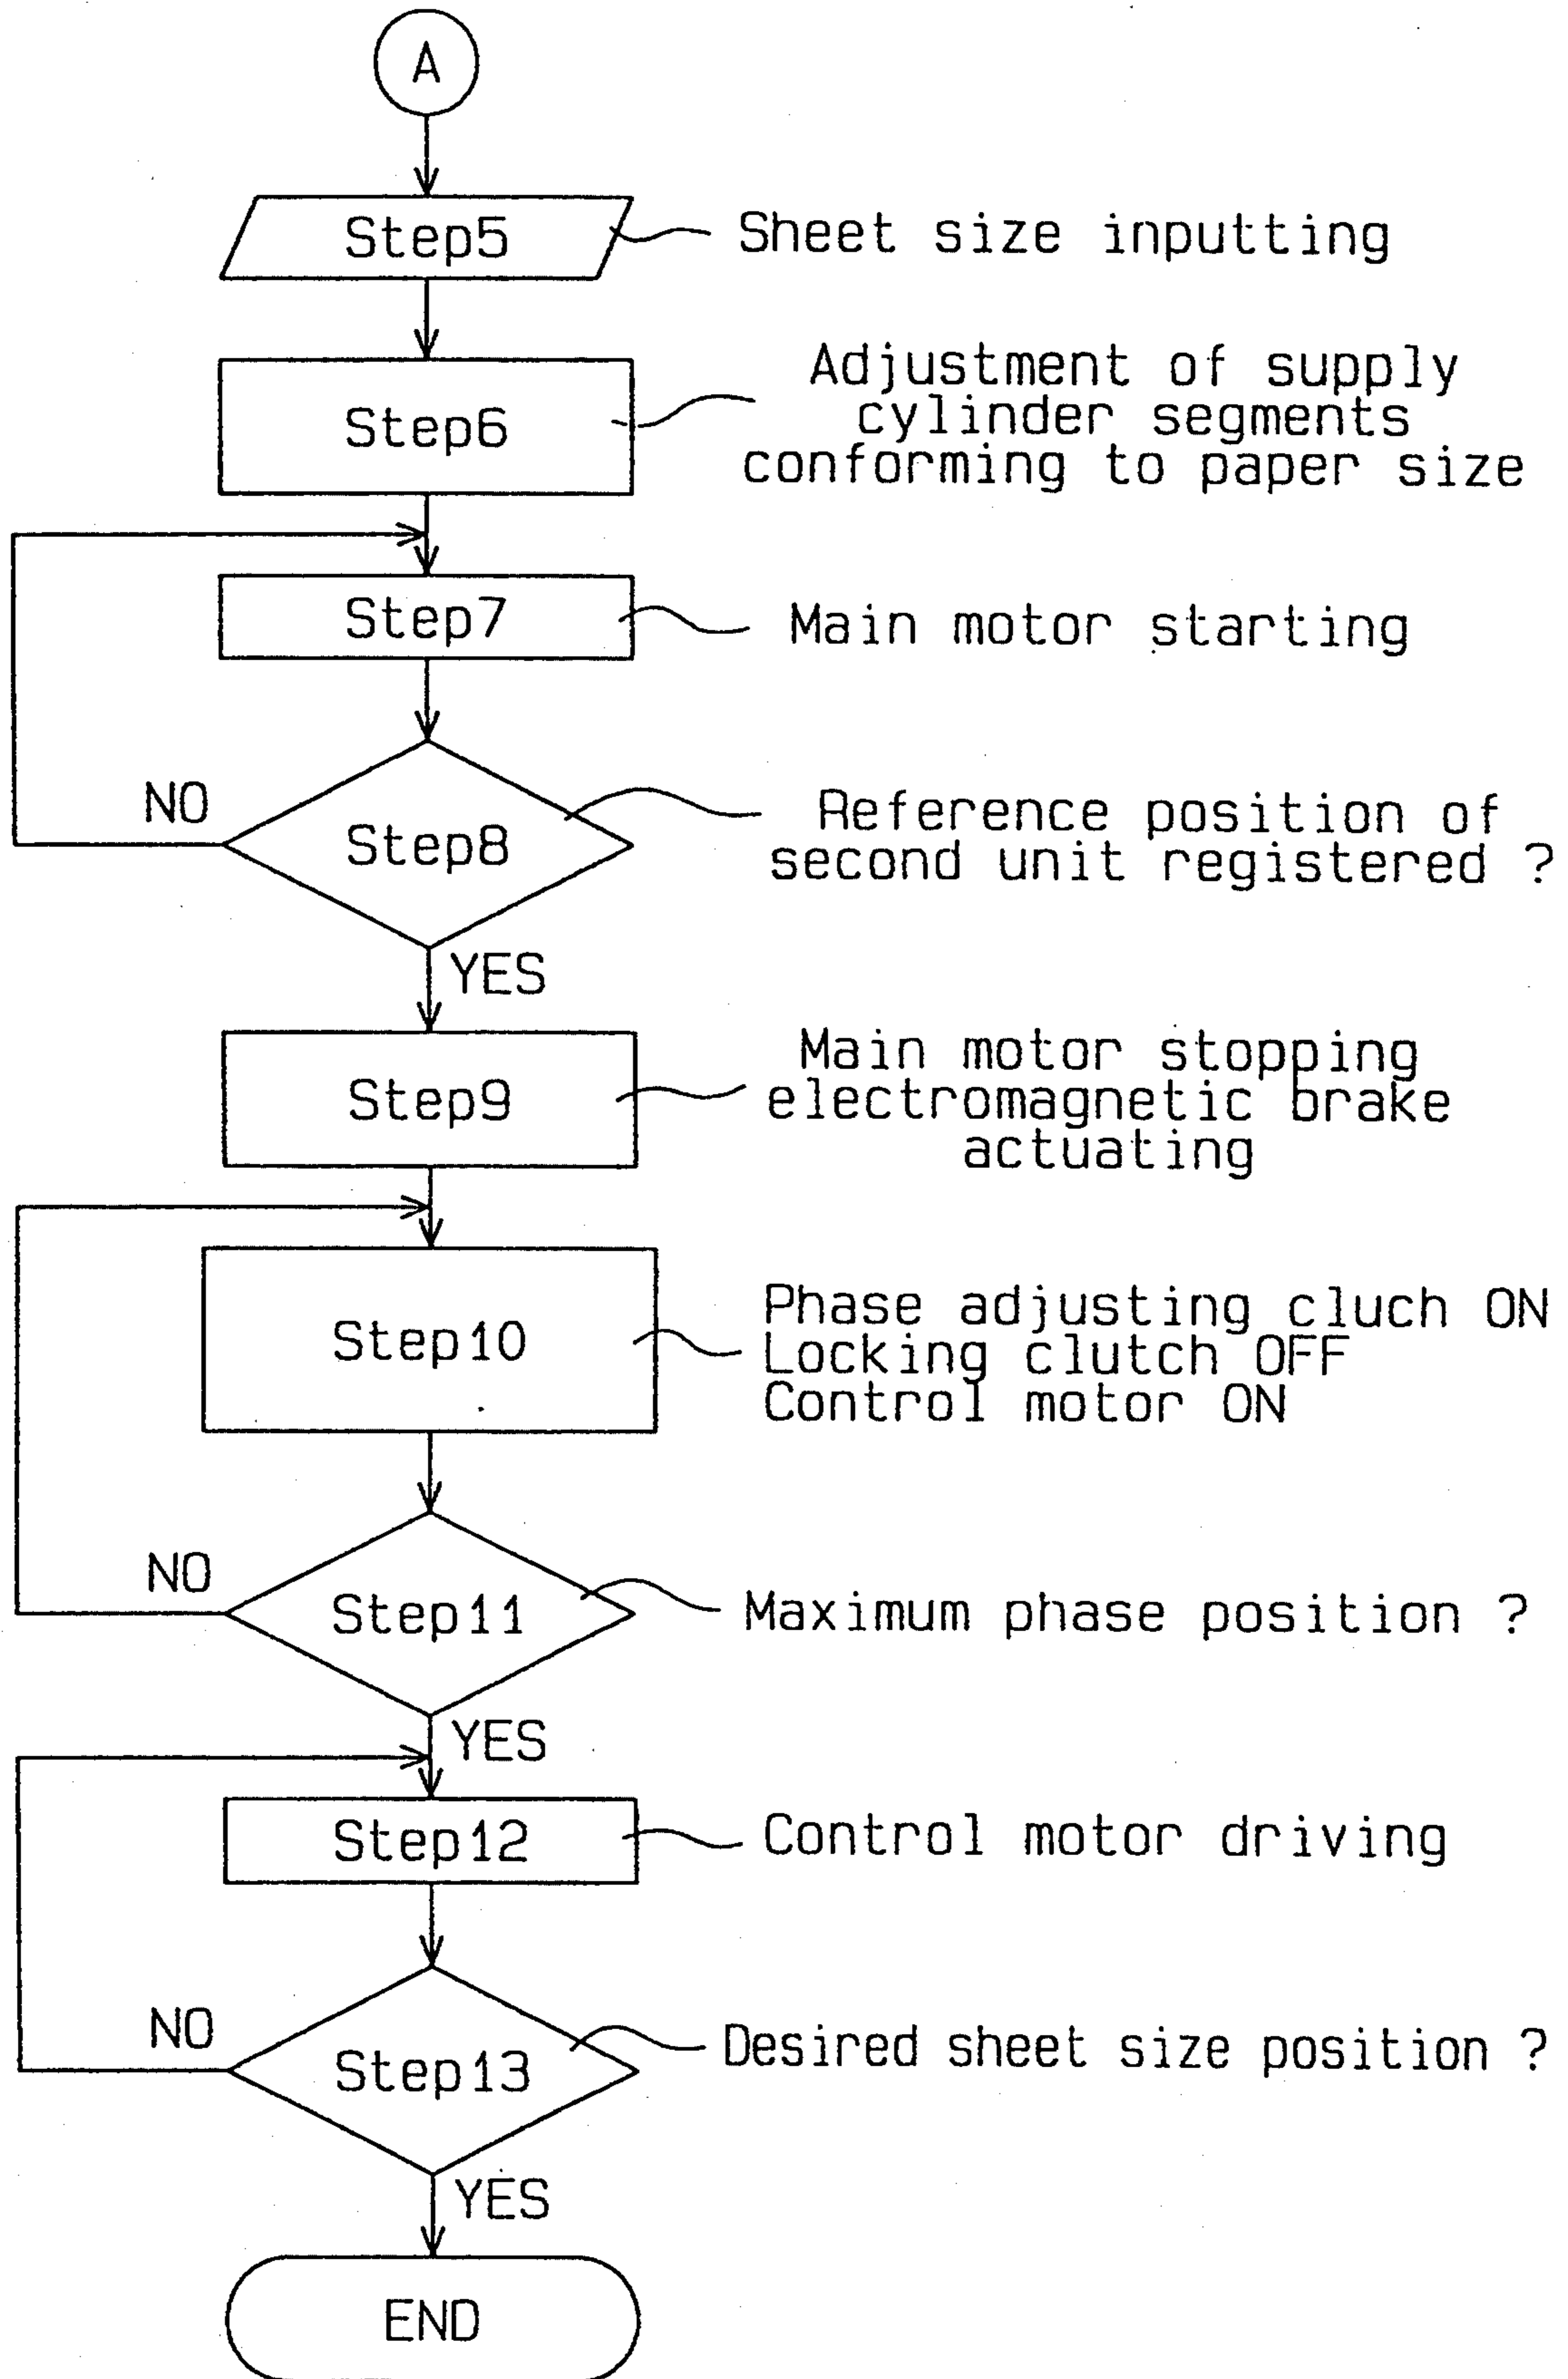 A
Step5
Sheet size inputting
Step6
Adjustment of supply
cylinder segments
conforming to paper size
Step7
Main motor starting
NO
Step8
Reference position of
second unit registered ?
YES
Step9
Main motor stopping
electromagnetic brake
actuating
Step10
Phase adjusting cluch ON
Locking clutch OFF
Control motor ON
NO
Step11
Maximum phase position ?
YES
Step12
Control motor driving
NO
Step13
Desired sheet size position ?
YES
END